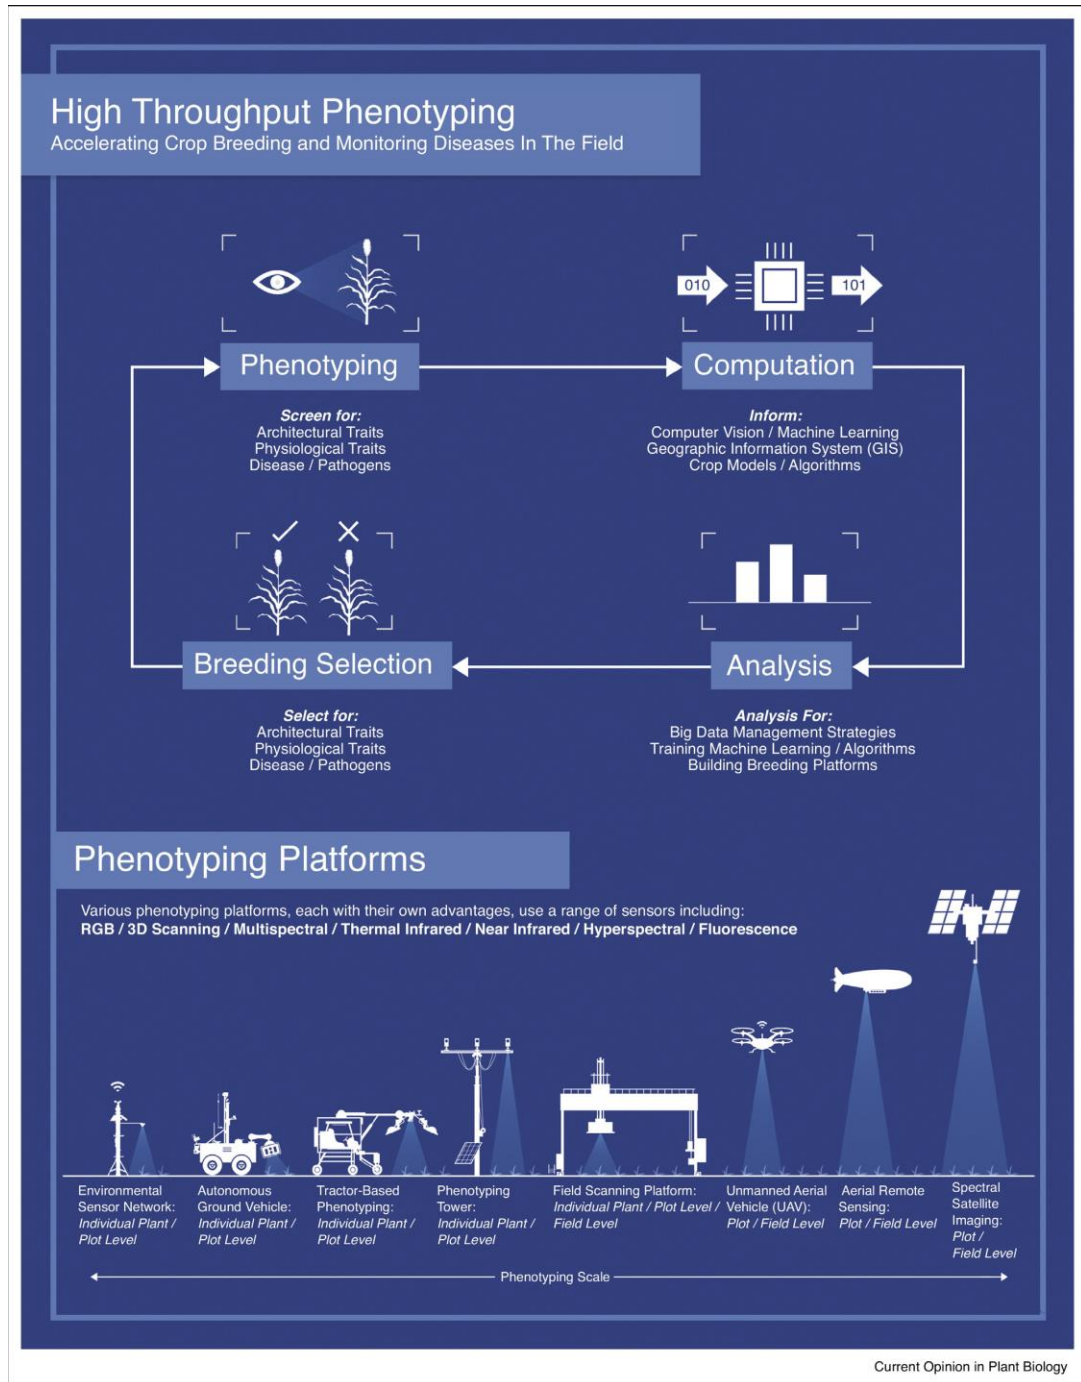 High Throughput Phenotyping
Accelerating Crop Breeding and Monitoring Diseases In The Field
010
101
Phenotyping
Computation
Screen for:
Architectural Traits
Physiological Traits
Disease / Pathogens
Inform:
Computer Vision / Machine Learning
Geographic Information System (GIS)
Crop Models / Algorithms
Breeding Selection
Analysis
Select for:
Architectural Traits
Physiological Traits
Disease / Pathogens
Analysis For:
Big Data Management Strategies
Training Machine Learning / Algorithms
Building Breeding Platforms
Phenotyping Platforms
Various phenotyping platforms, each with their own advantages, use a range of sensors including:
RGB / 3D Scanning / Multispectral / Thermal Infrared / Near Infrared / Hyperspectral / Fluorescence
Environmental
Sensor Network:
Individual Plant /
Plot Level
Autonomous
Ground Vehicle:
Individual Plant /
Plot Level
Tractor-Based
Phenotyping:
Individual Plant /
Plot Level
Phenotyping
Tower:
Individual Plant /
Plot Level
Field Scanning Platform:
Individual Plant / Plot Level /
Field Level
Unmanned Aerial
Vehicle (UAV):
Plot / Field Level
Aerial Remote
Sensing:
Plot / Field Level
Spectral
Satellite
Imaging:
Plot /
Field Level
Phenotyping Scale
Current Opinion in Plant Biology